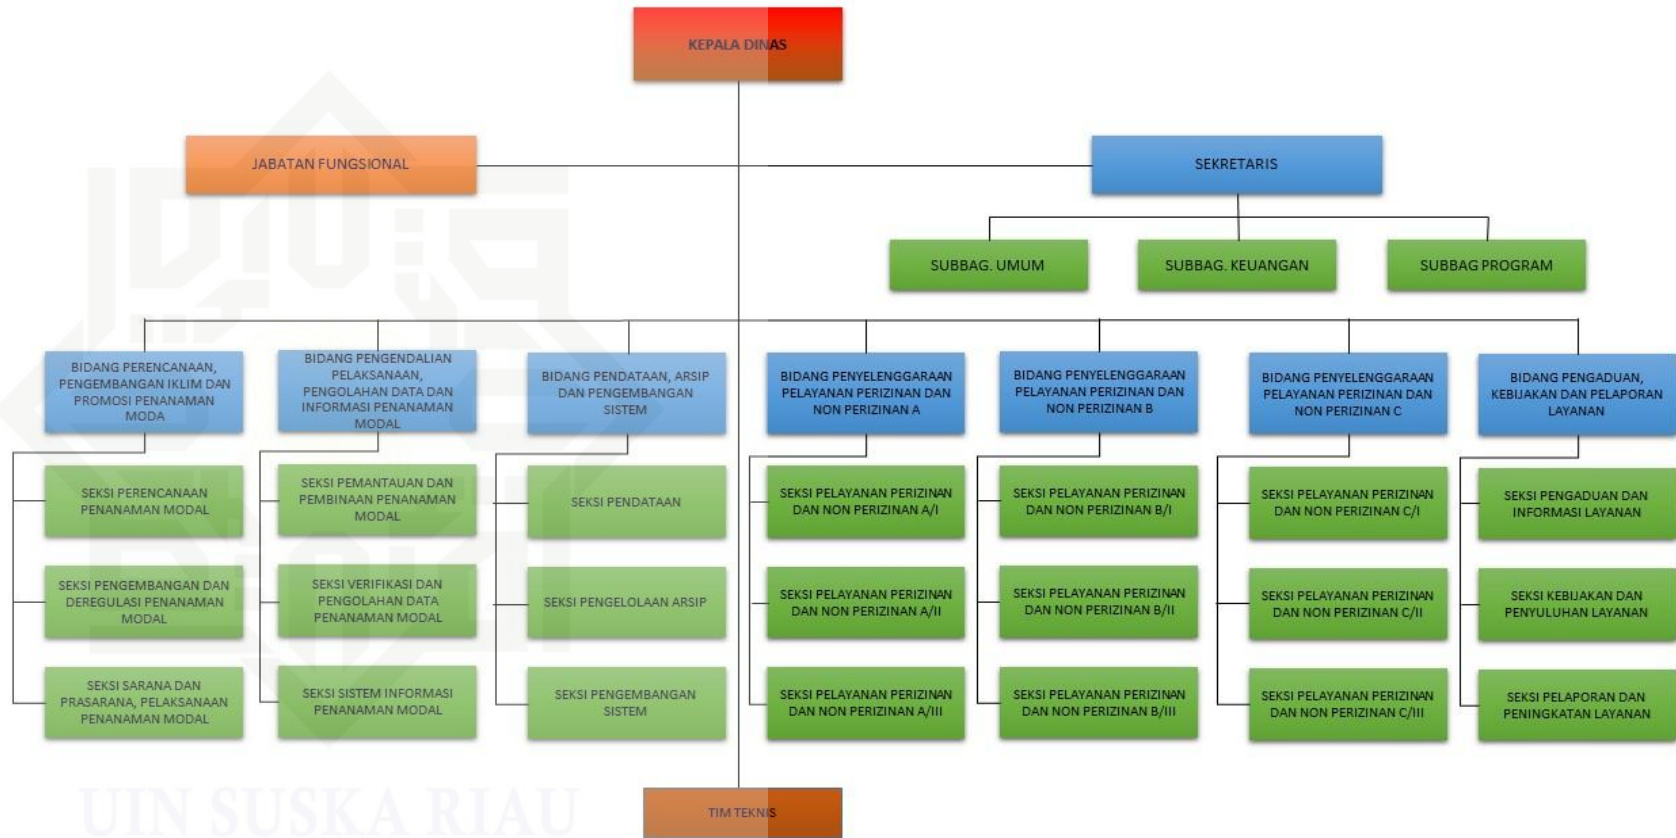 KEPALA DINAS
JABATAN FUNGSIONAL
SEKRETARIS
SUBBAG. UMUM
SUBBAG. KEUANGAN
SUBBAG PROGRAM
BIDANG PERENCANAAN,
PENGEMBANGAN IKLIM DAN
PROMOSI PENANAMAN
MODA
BIDANG PENGENDALIAN
PELAKSANAAN,
PENGOLAHAN DATA DAN
INFORMASI PENANAMAN
MODAL
BIDANG PENDATAAN, ARSIP
DAN PENGEMBANGAN
SISTEM
BIDANG PENYELENGGARAAN
PELAYANAN PERIZINAN DAN
NON PERIZINAN A
BIDANG PENYELENGGARAAN
PELAYANAN PERIZINAN DAN
NON PERIZINAN B
BIDANG PENYELENGGARAAN
PELAYANAN PERIZINAN DAN
NON PERIZINAN C
BIDANG PENGADUAN,
KEBIJAKAN DAN PELAPORAN
LAYANAN
SEKSI PERENCANAAN
PENANAMAN MODAL
SEKSI PEMANTAUAN DAN
PEMBINAAN PENANAMAN
MODAL
SEKSI PENDATAAN
SEKSI PELAYANAN PERIZINAN
DAN NON PERIZINAN A/I
SEKSI PELAYANAN PERIZINAN
DAN NON PERIZINAN B/I
SEKSI PELAYANAN PERIZINAN
DAN NON PERIZINAN C/I
SEKSI PENGADUAN DAN
INFORMASI LAYANAN
SEKSI PENGEMBANGAN DAN
DEREGULASI PENANAMAN
MODAL
SEKSI VERIFIKASI DAN
PENGOLAHAN DATA
PENANAMAN MODAL
SEKSI PENGELOLAAN ARSIP
SEKSI PELAYANAN PERIZINAN
DAN NON PERIZINAN A/II
SEKSI PELAYANAN PERIZINAN
DAN NON PERIZINAN B/II
SEKSI PELAYANAN PERIZINAN
DAN NON PERIZINAN C/II
SEKSI KEBIJAKAN DAN
PENYULUHAN LAYANAN
SEKSI SARANA DAN
PRASARANA, PELAKSANAAN
PENANAMAN MODAL
SEKSI SISTEM INFORMASI
PENANAMAN MODAL
SEKSI PENGEMBANGAN
SISTEM
SEKSI PELAYANAN PERIZINAN
DAN NON PERIZINAN A/III
SEKSI PELAYANAN PERIZINAN
DAN NON PERIZINAN B/III
SEKSI PELAYANAN PERIZINAN
DAN NON PERIZINAN C/III
SEKSI PELAPORAN DAN
PENINGKATAN LAYANAN
TIM TEKNIS
UIN SUSKA RIAU